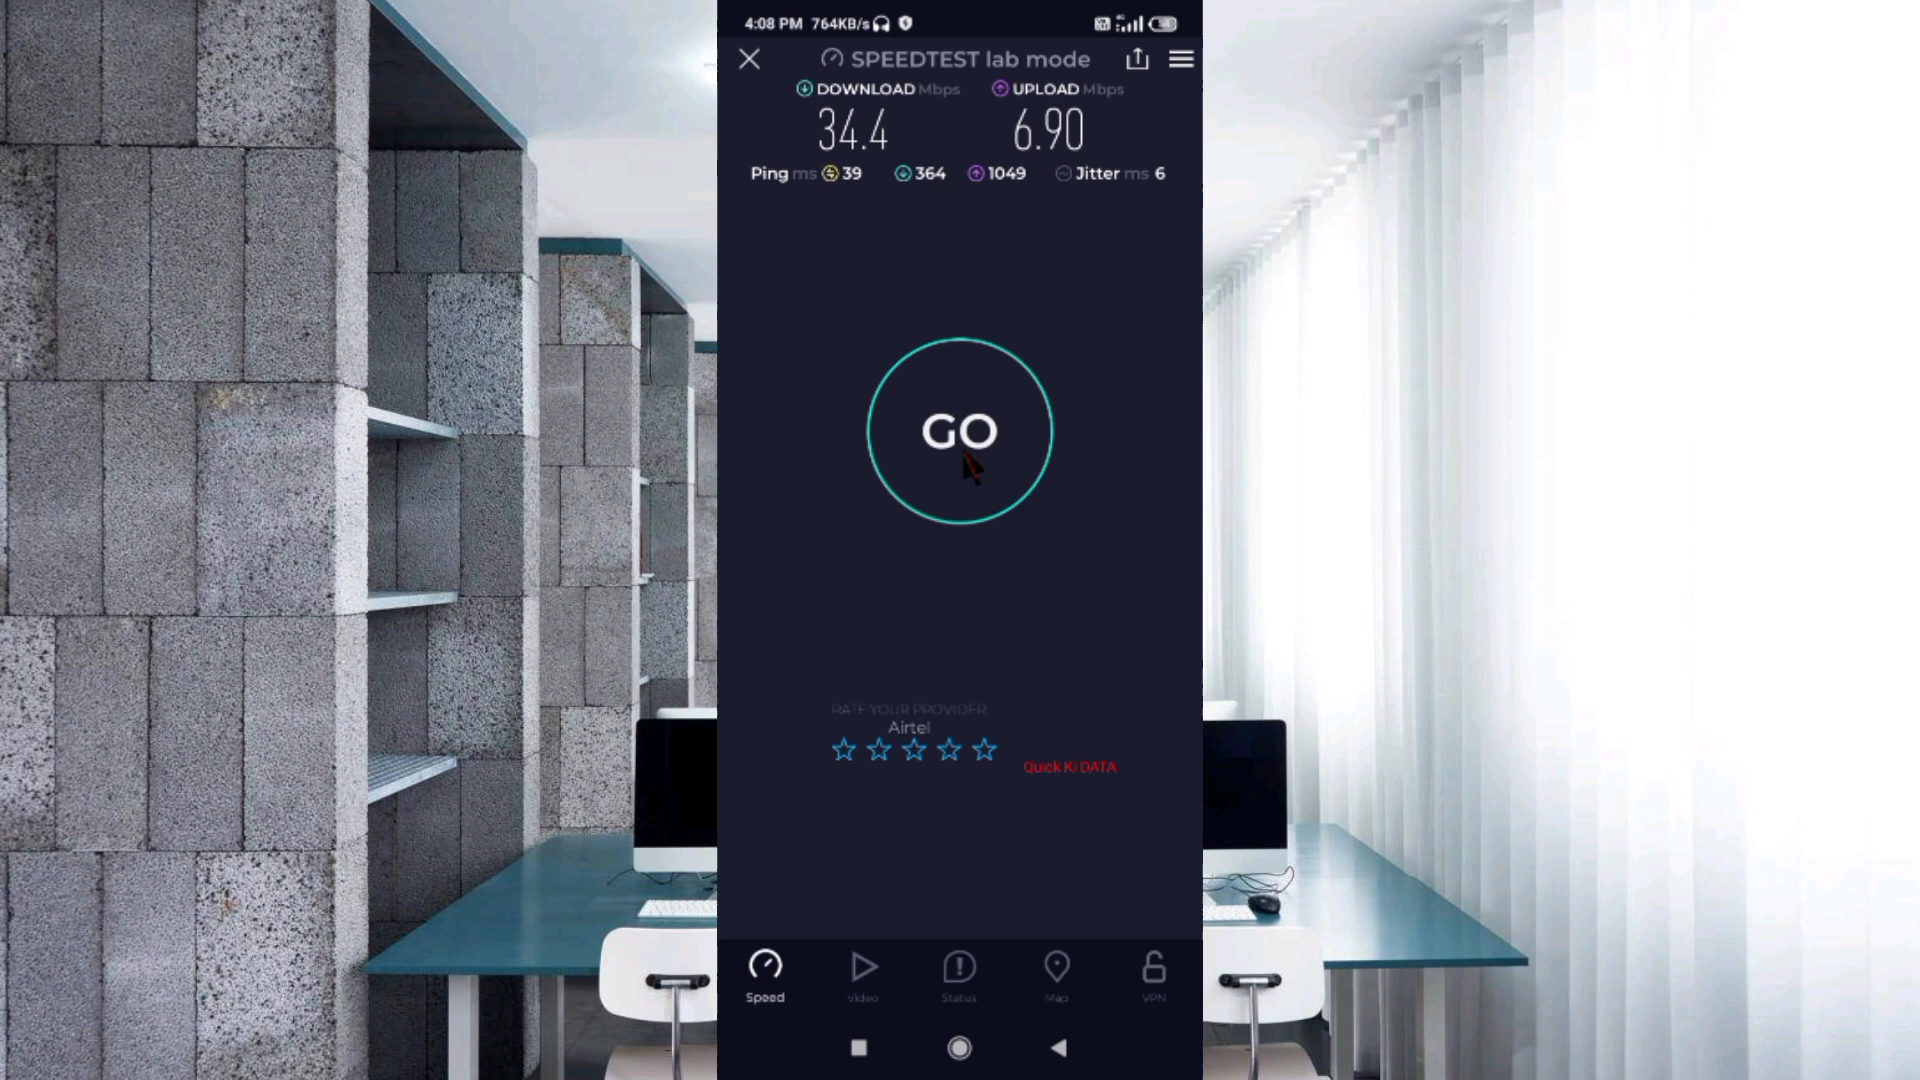 4:08 PM 764KB/s
SPEEDTEST lab mode
DOWNLOAD Mbps UPLOAD Mbps
34.4 6.90
Ping ms 39 364 1049 Jitter ms 6
GO
RATE YOUR PROVIDER
Airtel
Quick Ki DATA
Speed Video Status Map VPN